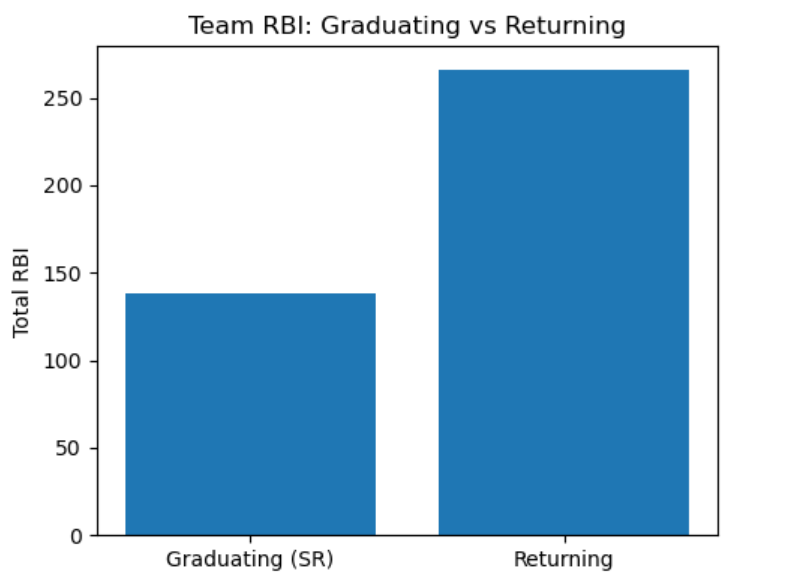 Team RBI: Graduating vs Returning
Total RBI
250
200
150
100
50
0
Graduating (SR)
Returning